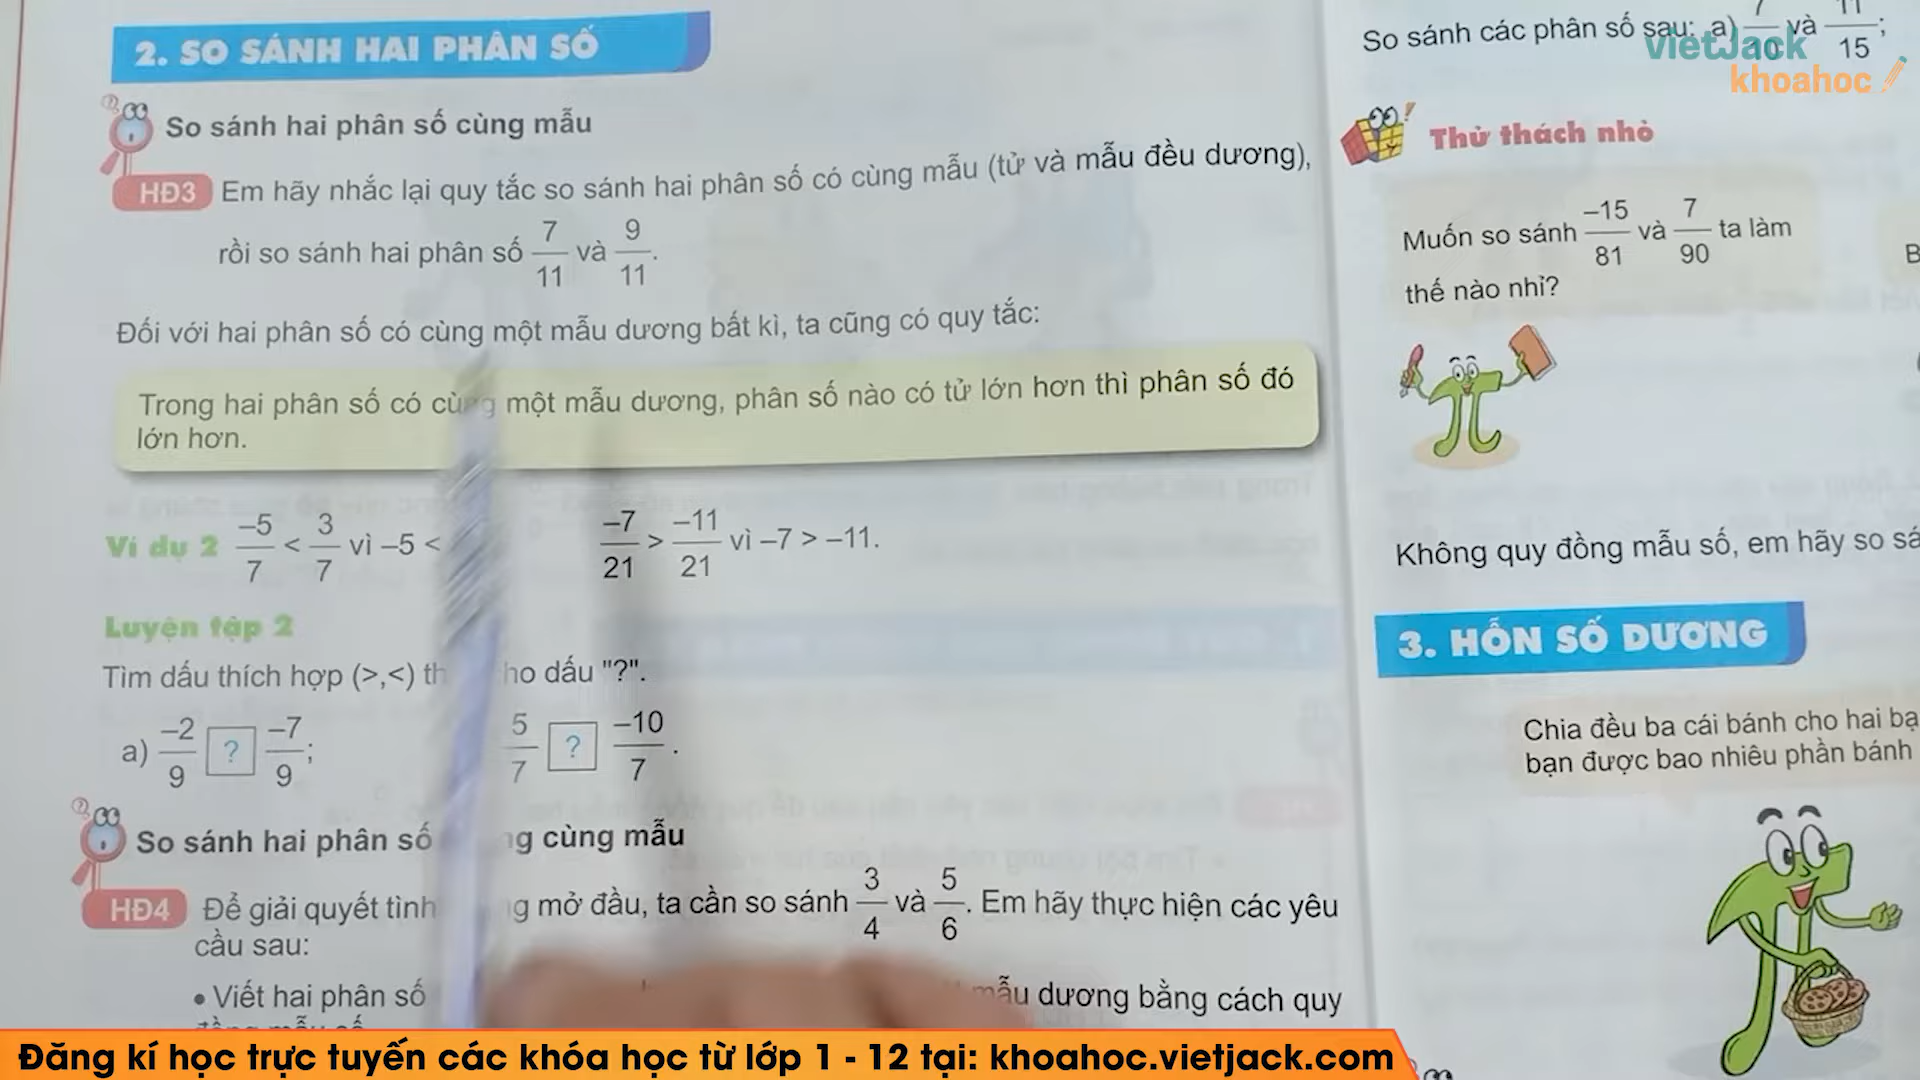 2. SO SÁNH HAI PHÂN SỐ
So sánh hai phân số cùng mẫu
HĐ3 Em hãy nhắc lại quy tắc so sánh hai phân số có cùng mẫu (tử và mẫu đều dương),
rồi so sánh hai phân số 7/11 và 9/11.
Đối với hai phân số có cùng một mẫu dương bất kì, ta cũng có quy tắc:
Trong hai phân số có cùng một mẫu dương, phân số nào có tử lớn hơn thì phân số đó
lớn hơn.
Ví dụ 2 –5/7 < 3/7 vì –5 < –7/21 > –11/21 vì –7 > –11.
Luyện tập 2
Tìm dấu thích hợp (>,<) dấu "?".
a) –2/9 ? –7/9; 5/7 ? –10/7.
So sánh hai phân số cùng mẫu
HĐ4 Để giải quyết tình mở đầu, ta cần so sánh 3/4 và 5/6. Em hãy thực hiện các yêu
cầu sau:
• Viết hai phân số mẫu dương bằng cách quy
So sánh các phân số sau: a) 7/10 và 11/15;
vietJack
khoahoc
Thử thách nhỏ
Muốn so sánh –15/81 và 7/90 ta làm
thế nào nhỉ?
Không quy đồng mẫu số, em hãy so
3. HỖN SỐ DƯƠNG
Chia đều ba cái bánh cho hai
bạn được bao nhiêu phần bánh
Đăng kí học trực tuyến các khóa học từ lớp 1 - 12 tại: khoahoc.vietjack.com